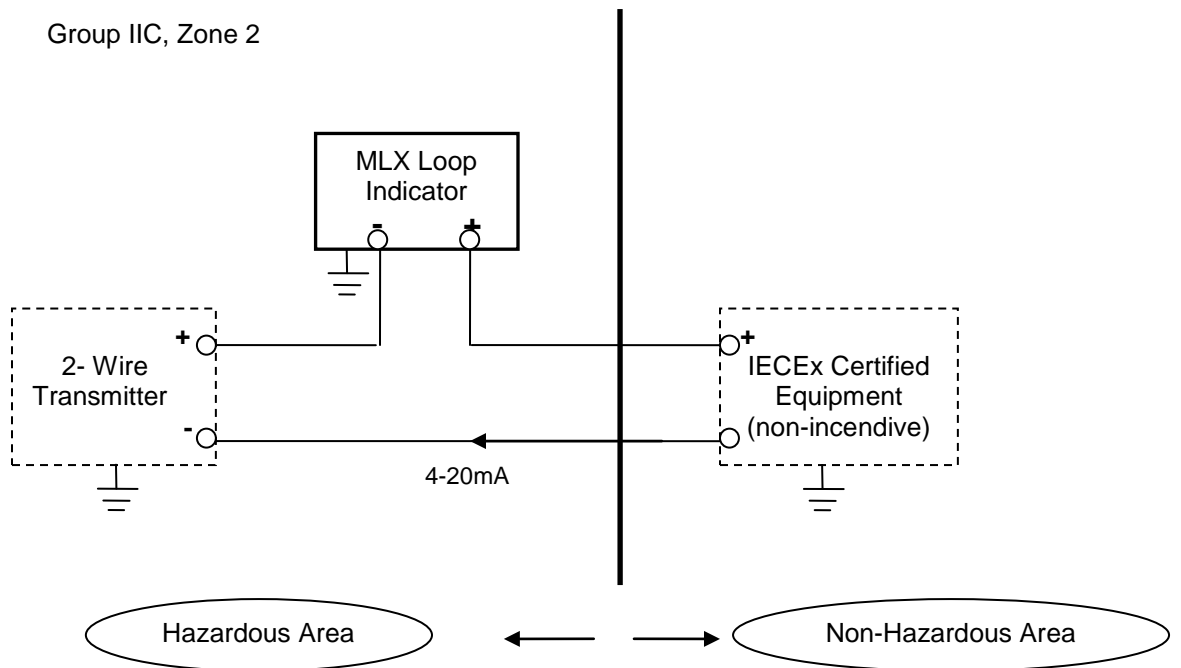 Group IIC, Zone 2
MLX Loop
Indicator
- +
+
2- Wire
Transmitter
-
+
IECEx Certified
Equipment
(non-incendive)
4-20mA
Hazardous Area
Non-Hazardous Area